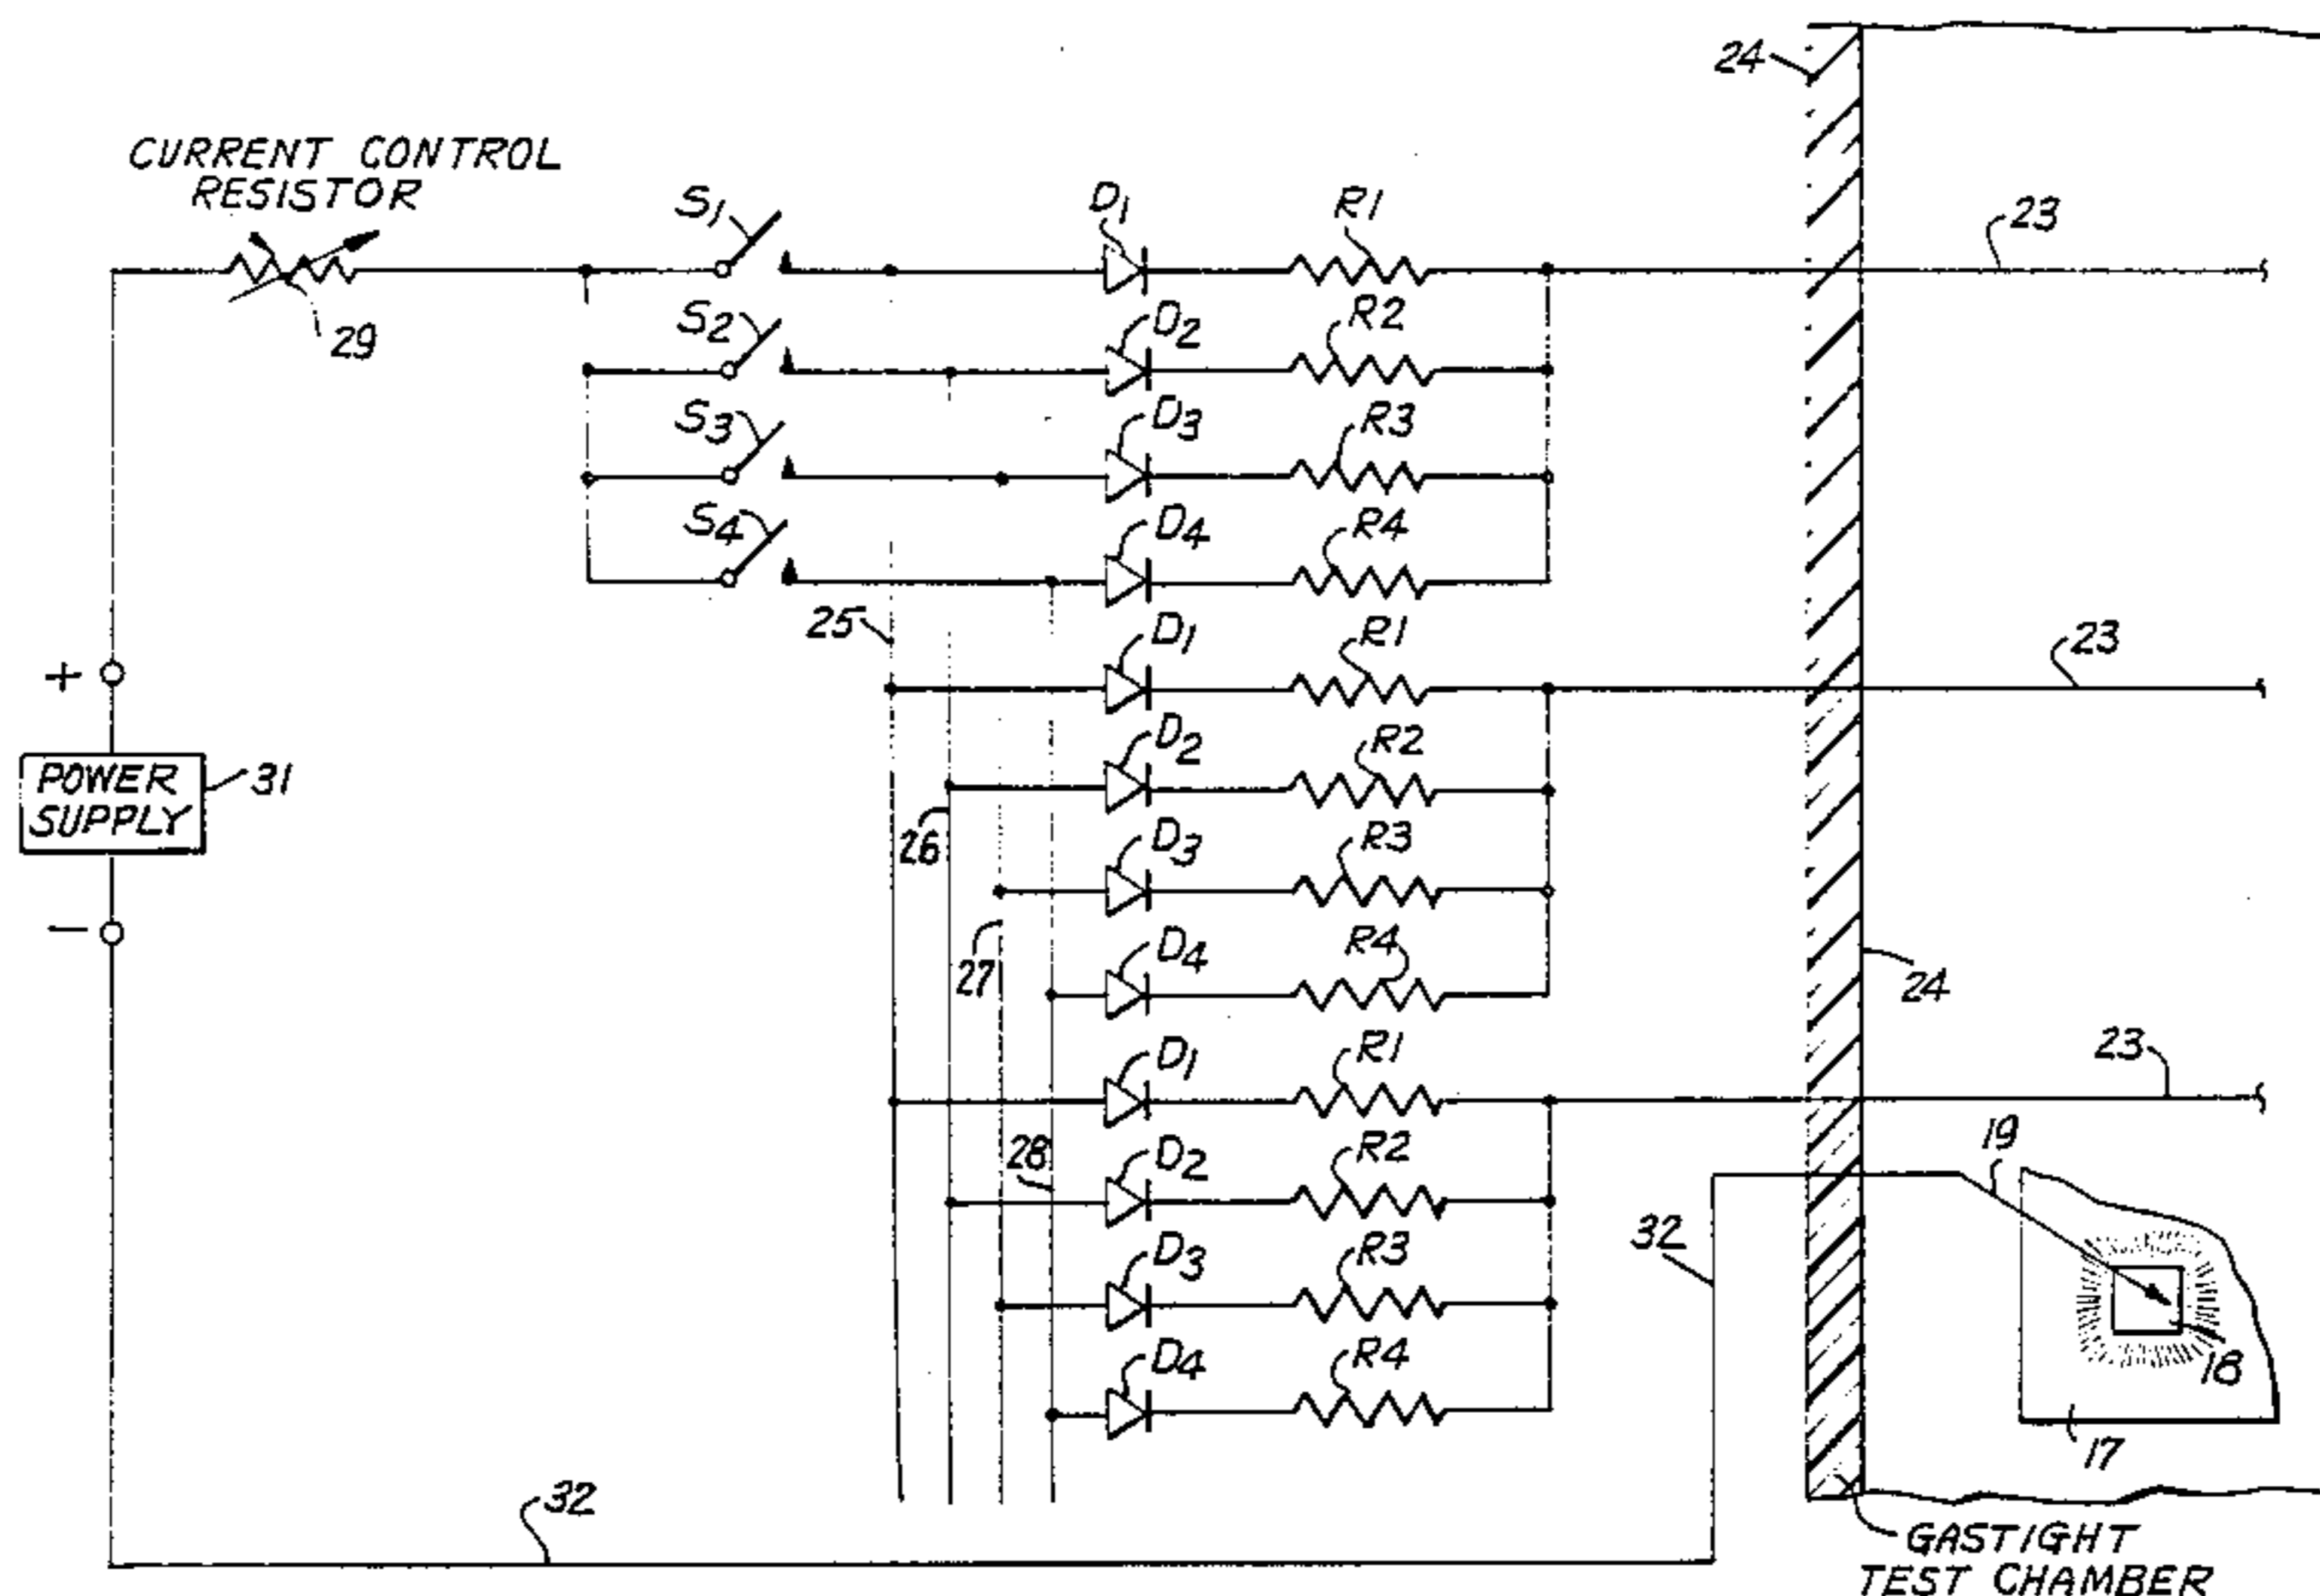 24
CURRENT CONTROL
RESISTOR
29
S1
D1
R1
23
S2
D2
R2
S3
D3
R3
S4
D4
R4
25
D1
R1
23
+
POWER
SUPPLY
31
−
D2
R2
26
D3
R3
27
D4
R4
24
D1
R1
23
28
D2
R2
19
32
D3
R3
18
D4
R4
17
32
GASTIGHT
TEST CHAMBER